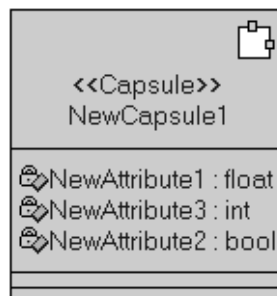 <<Capsule>>
NewCapsule1
NewAttribute1 : float
NewAttribute3 : int
NewAttribute2 : bool